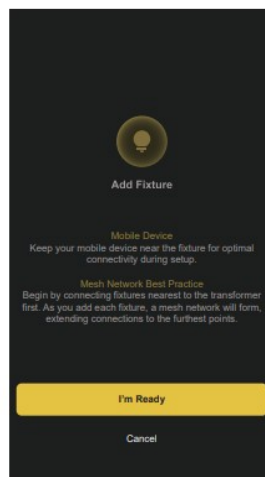 Add Fixture
Mobile Device
Keep your mobile device near the fixture for optimal
connectivity during setup.
Mesh Network Best Practice
Begin by connecting fixtures nearest to the transformer
first. As you add each fixture, a mesh network will form,
extending connections to the furthest points.
I'm Ready
Cancel